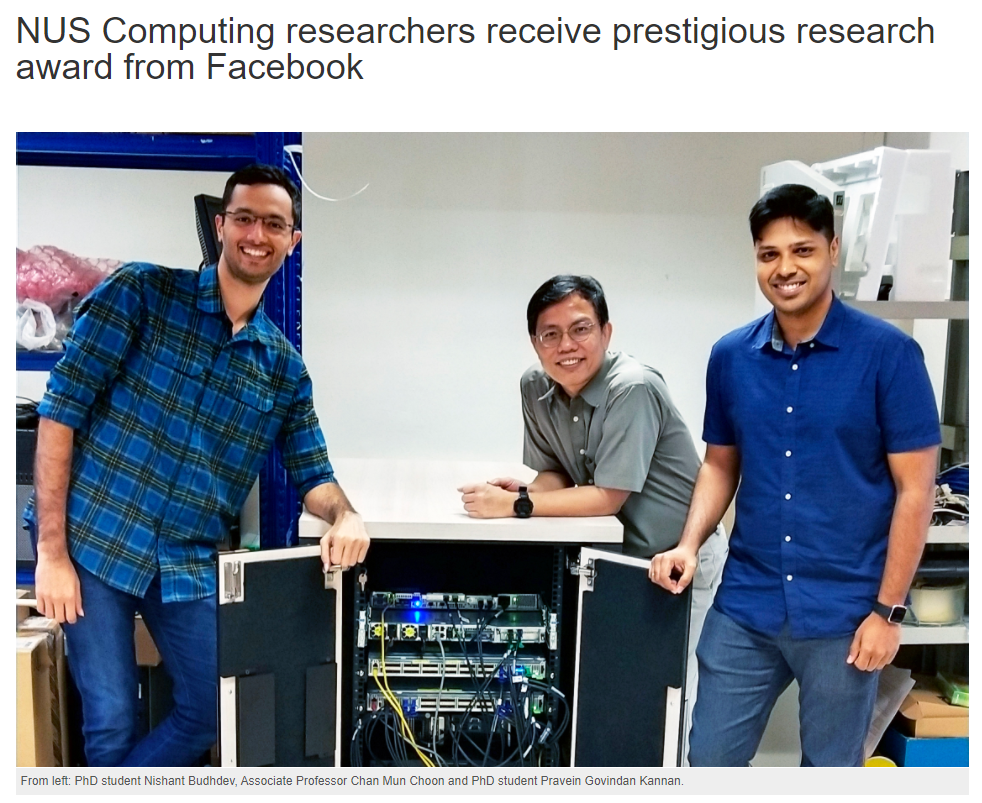 NUS Computing researchers receive prestigious research
award from Facebook
From left: PhD student Nishant Budhdev, Associate Professor Chan Mun Choon and PhD student Pravein Govindan Kannan.